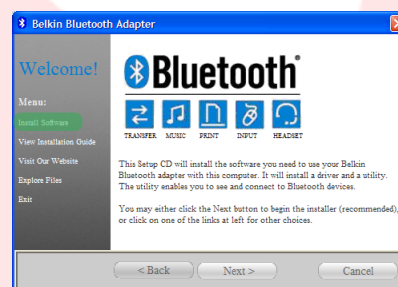 Belkin Bluetooth Adapter
Welcome!
Menu:
Install Software
View Installation Guide
Visit Our Website
Explore Files
Exit
Bluetooth®
TRANSFER MUSIC PRINT INPUT HEADSET
This Setup CD will install the software you need to use your Belkin
Bluetooth adapter with this computer. It will install a driver and a utility.
The utility enables you to see and connect to Bluetooth devices.
You may either click the Next button to begin the installer (recommended),
or click on one of the links at left for other choices.
< Back Next > Cancel